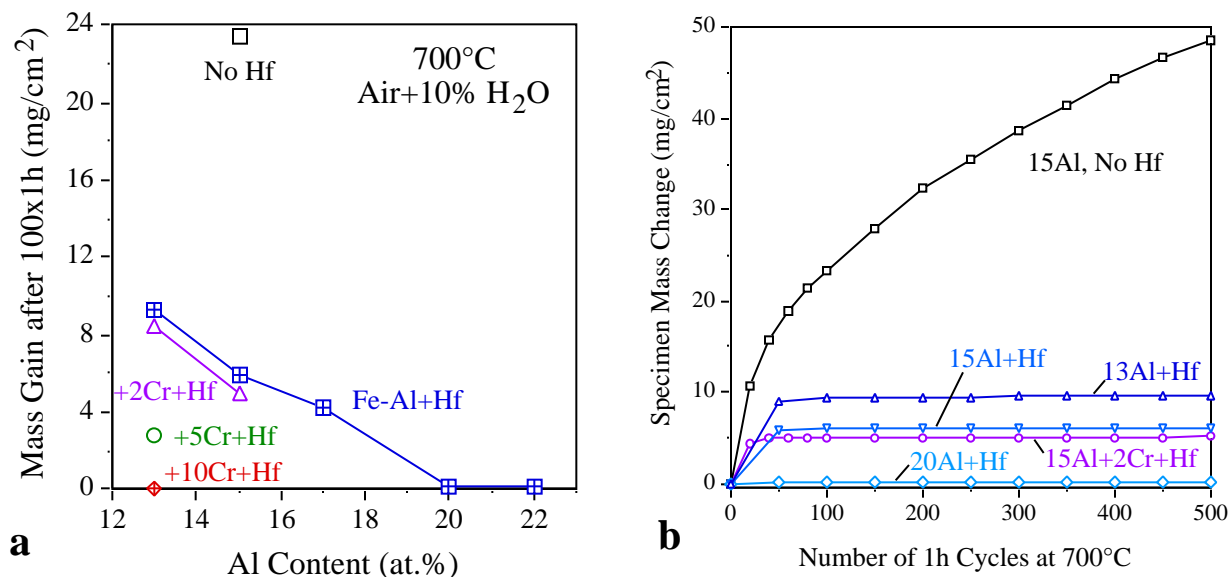 24
20
16
12
8
4
0
12
14
16
18
20
22
Mass Gain after 100x1h (mg/cm²)
Al Content (at.%)
No Hf
700°C
Air+10% H₂O
+2Cr+Hf
Fe-Al+Hf
+5Cr+Hf
+10Cr+Hf
a
50
40
30
20
10
0
0
100
200
300
400
500
Specimen Mass Change (mg/cm²)
Number of 1h Cycles at 700°C
15Al, No Hf
15Al+Hf
13Al+Hf
20Al+Hf
15Al+2Cr+Hf
b